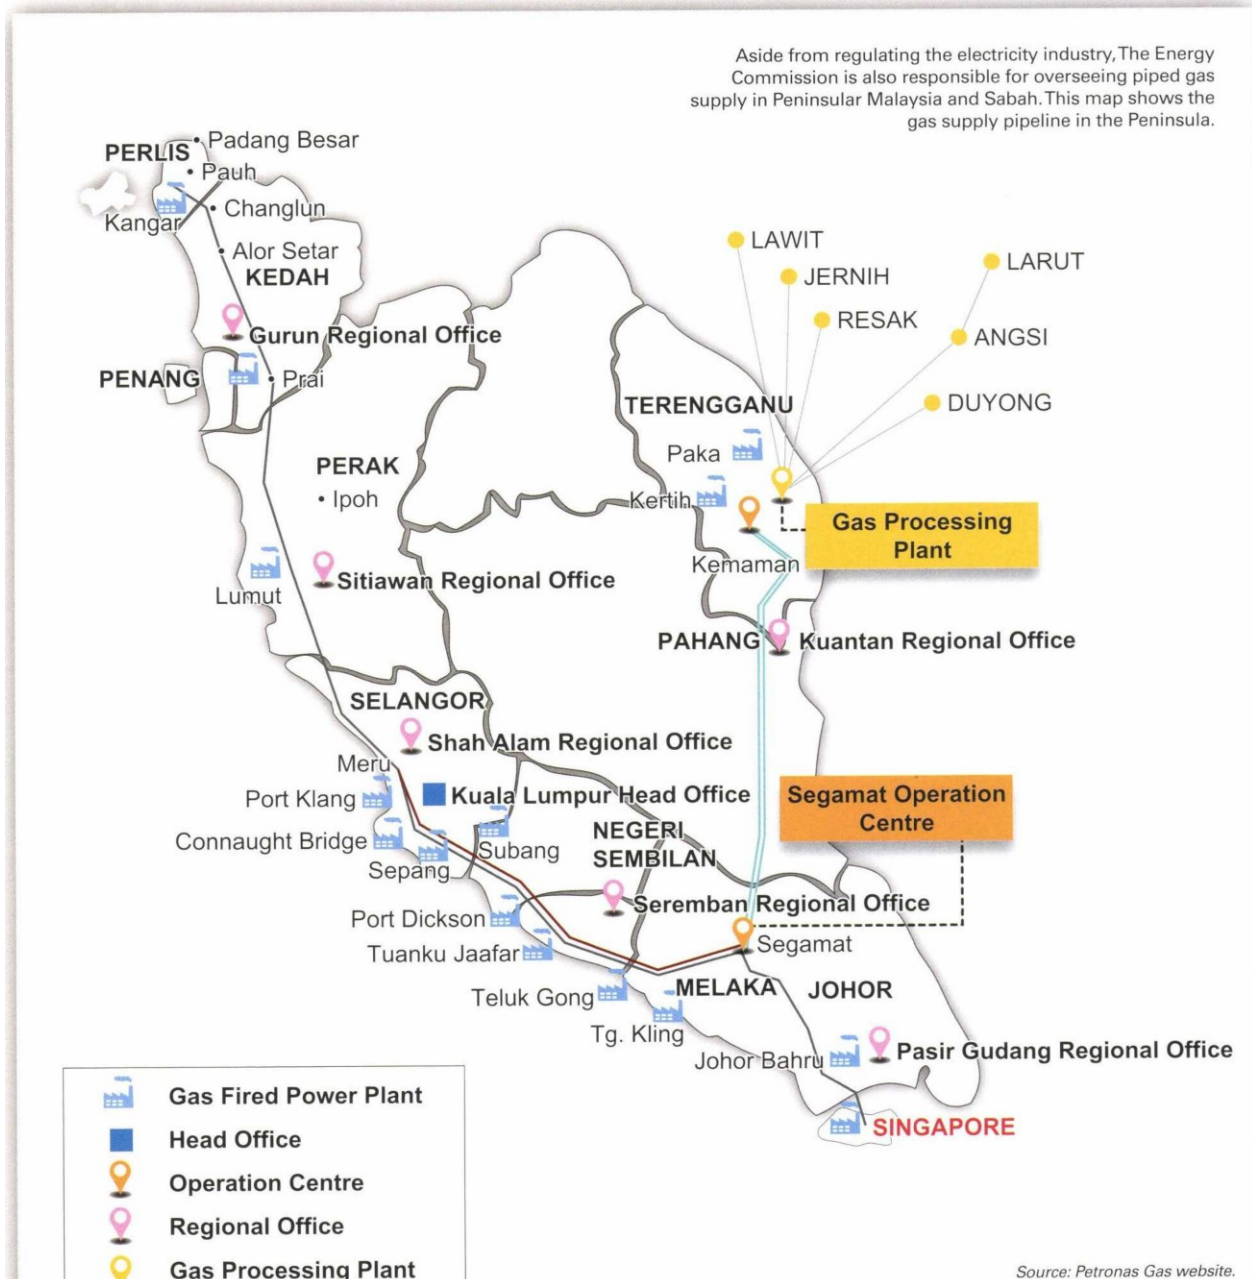 Aside from regulating the electricity industry, The Energy
Commission is also responsible for overseeing piped gas
supply in Peninsular Malaysia and Sabah. This map shows the
gas supply pipeline in the Peninsula.
Padang Besar
PERLIS
Pauh
Kangar
Changlun
Alor Setar
KEDAH
Gurun Regional Office
PENANG
Prai
LAWIT
JERNIH
LARUT
RESAK
ANGSI
DUYONG
TERENGGANU
Paka
Kertih
Gas Processing
Plant
Kemaman
PERAK
Ipoh
Sitiawan Regional Office
Lumut
PAHANG
Kuantan Regional Office
SELANGOR
Shah Alam Regional Office
Meru
Port Klang
Kuala Lumpur Head Office
Segamat Operation
Centre
Connaught Bridge
Sepang
Subang
NEGERI
SEMBILAN
Seremban Regional Office
Port Dickson
Tuanku Jaafar
Segamat
Teluk Gong
MELAKA
JOHOR
Tg. Kling
Johor Bahru
Pasir Gudang Regional Office
SINGAPORE
Gas Fired Power Plant
Head Office
Operation Centre
Regional Office
Gas Processing Plant
Source: Petronas Gas website.